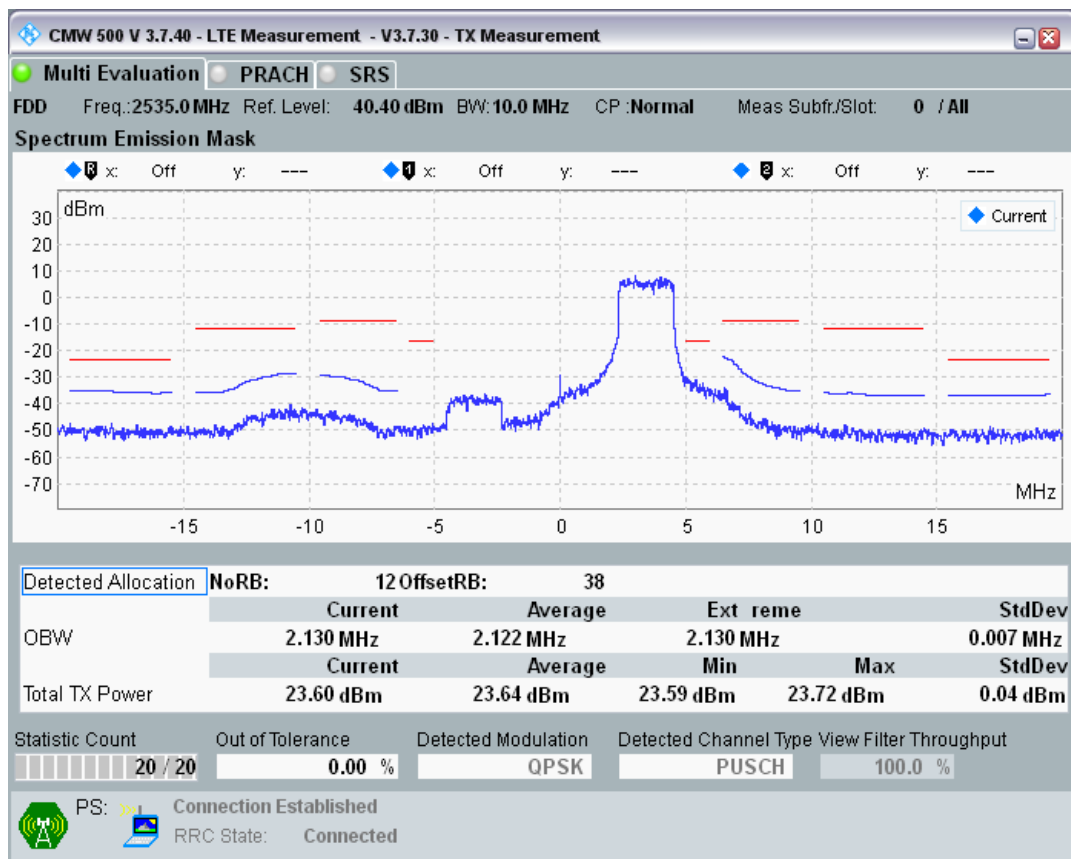 CMW 500 V 3.7.40 - LTE Measurement - V3.7.30 - TX Measurement
Multi Evaluation PRACH SRS
FDD Freq.:2535.0 MHz Ref. Level: 40.40 dBm BW:10.0 MHz CP :Normal Meas Subfr./Slot: 0 / All
Spectrum Emission Mask
R x: Off y: --- 1 x: Off y: --- 2 x: Off y: ---
dBm
Current
30
20
10
0
-10
-20
-30
-40
-50
-60
-70
MHz
-15 -10 -5 0 5 10 15
Detected Allocation NoRB: 12 OffsetRB: 38
Current Average Ext reme StdDev
OBW 2.130 MHz 2.122 MHz 2.130 MHz 0.007 MHz
Current Average Min Max StdDev
Total TX Power 23.60 dBm 23.64 dBm 23.59 dBm 23.72 dBm 0.04 dBm
Statistic Count Out of Tolerance Detected Modulation Detected Channel Type View Filter Throughput
20 / 20 0.00 % QPSK PUSCH 100.0 %
PS: Connection Established
RRC State: Connected